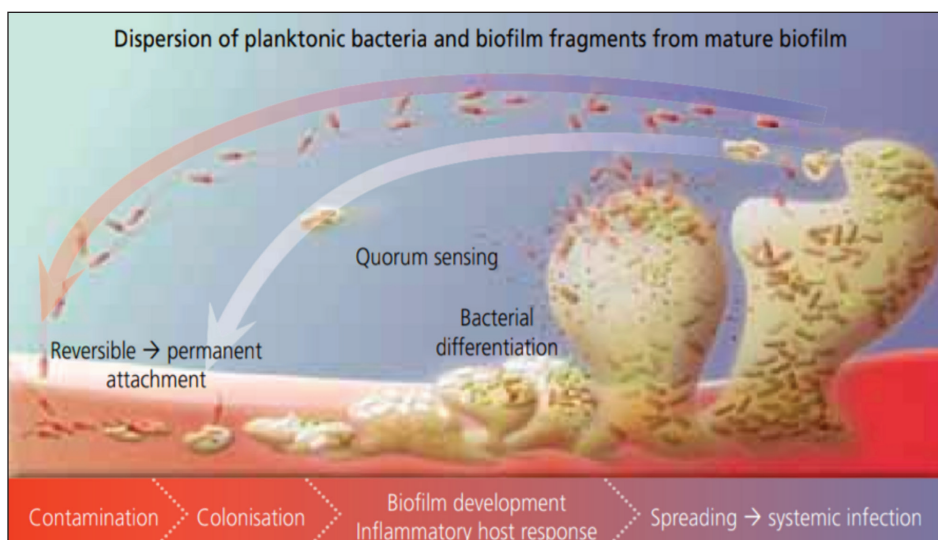 Dispersion of planktonic bacteria and biofilm fragments from mature biofilm
Quorum sensing
Bacterial
differentiation
Reversible → permanent
attachment
Contamination
Colonisation
Biofilm development
Inflammatory host response
Spreading → systemic infection